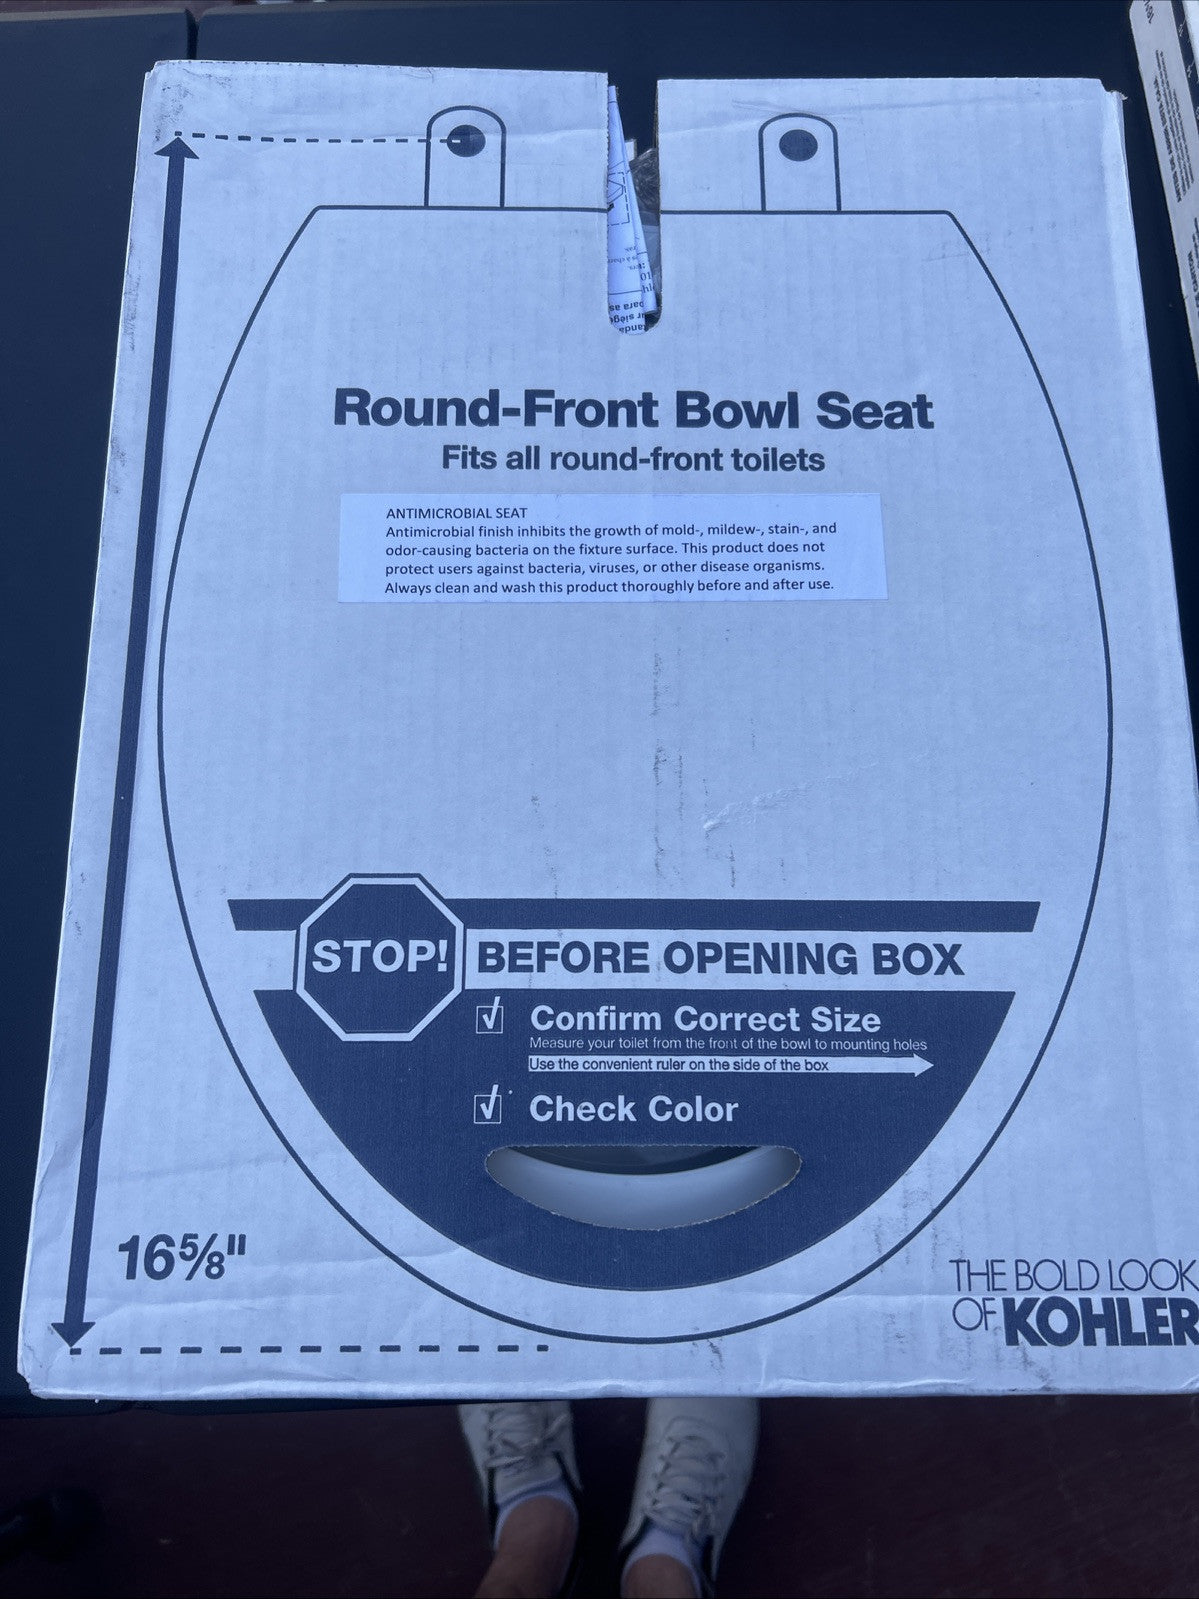 Round-Front Bowl Seat
Fits all round-front toilets
ANTIMICROBIAL SEAT
Antimicrobial finish inhibits the growth of mold-, mildew-, stain-, and
odor-causing bacteria on the fixture surface. This product does not
protect users against bacteria, viruses, or other disease organisms.
Always clean and wash this product thoroughly before and after use.
STOP! BEFORE OPENING BOX
Confirm Correct Size
Measure your toilet from the front of the bowl to mounting holes
Use the convenient ruler on the side of the box
Check Color
16⅝"
THE BOLD LOOK
OF KOHLER